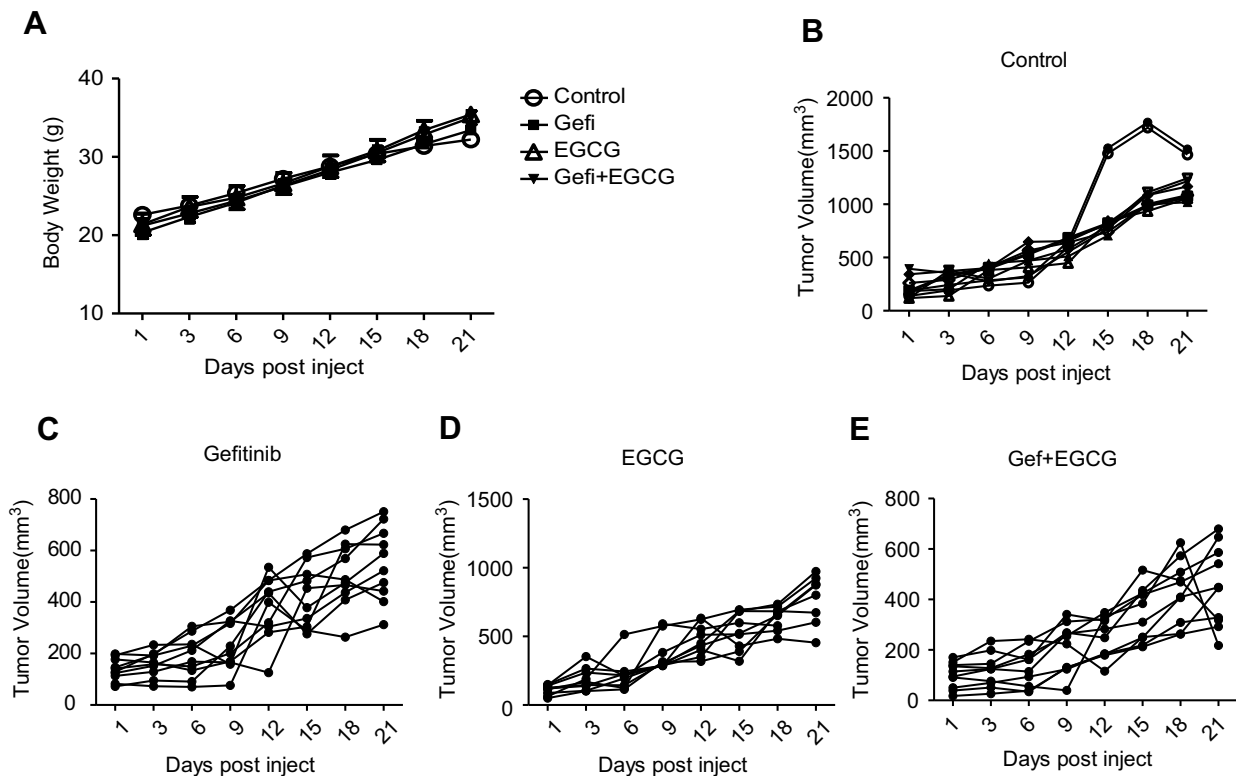 A
40
30
20
10
Body Weight (g)
1 3 6 9 12 15 18 21
Days post inject
Control
Gefi
EGCG
Gefi+EGCG
B
Control
2000
1500
1000
500
0
Tumor Volume(mm³)
1 3 6 9 12 15 18 21
Days post inject
C
Gefitinib
800
600
400
200
0
Tumor Volume(mm³)
1 3 6 9 12 15 18 21
Days post inject
D
EGCG
1500
1000
500
0
Tumor Volume(mm³)
1 3 6 9 12 15 18 21
Days post inject
E
Gef+EGCG
800
600
400
200
0
Tumor Volume(mm³)
1 3 6 9 12 15 18 21
Days post inject